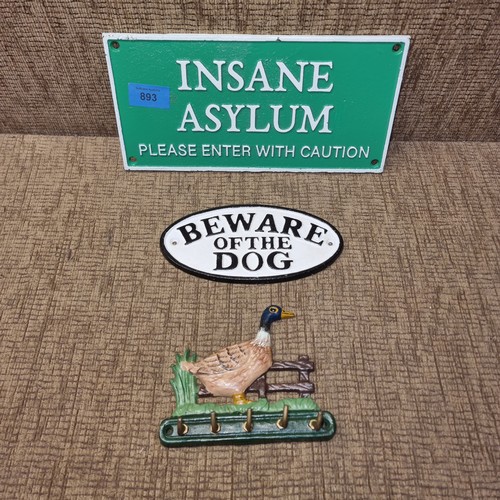 INSANE
893
ASYLUM
PLEASE ENTER WITH CAUTION
BEWARE
OF THE
DOG